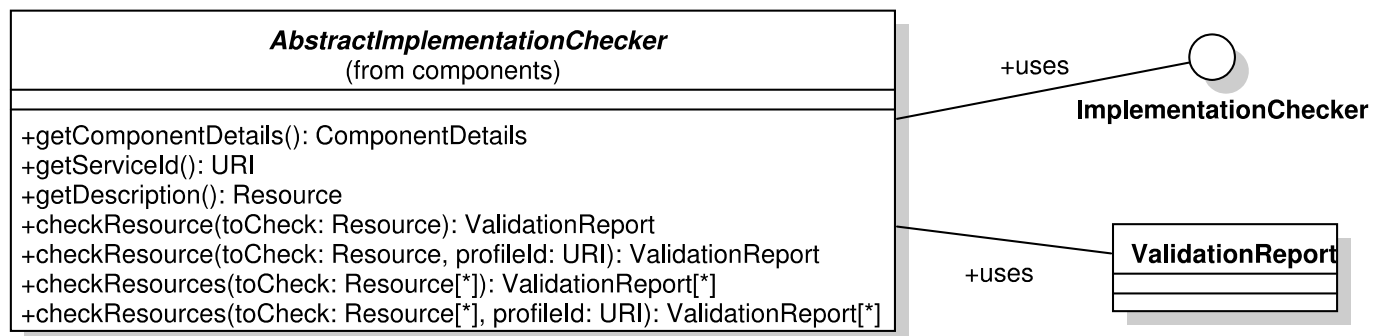 AbstractImplementationChecker
(from components)
+getComponentDetails(): ComponentDetails
+getServiceId(): URI
+getDescription(): Resource
+checkResource(toCheck: Resource): ValidationReport
+checkResource(toCheck: Resource, profileId: URI): ValidationReport
+checkResources(toCheck: Resource[*]): ValidationReport[*]
+checkResources(toCheck: Resource[*], profileId: URI): ValidationReport[*]
+uses
ImplementationChecker
+uses
ValidationReport